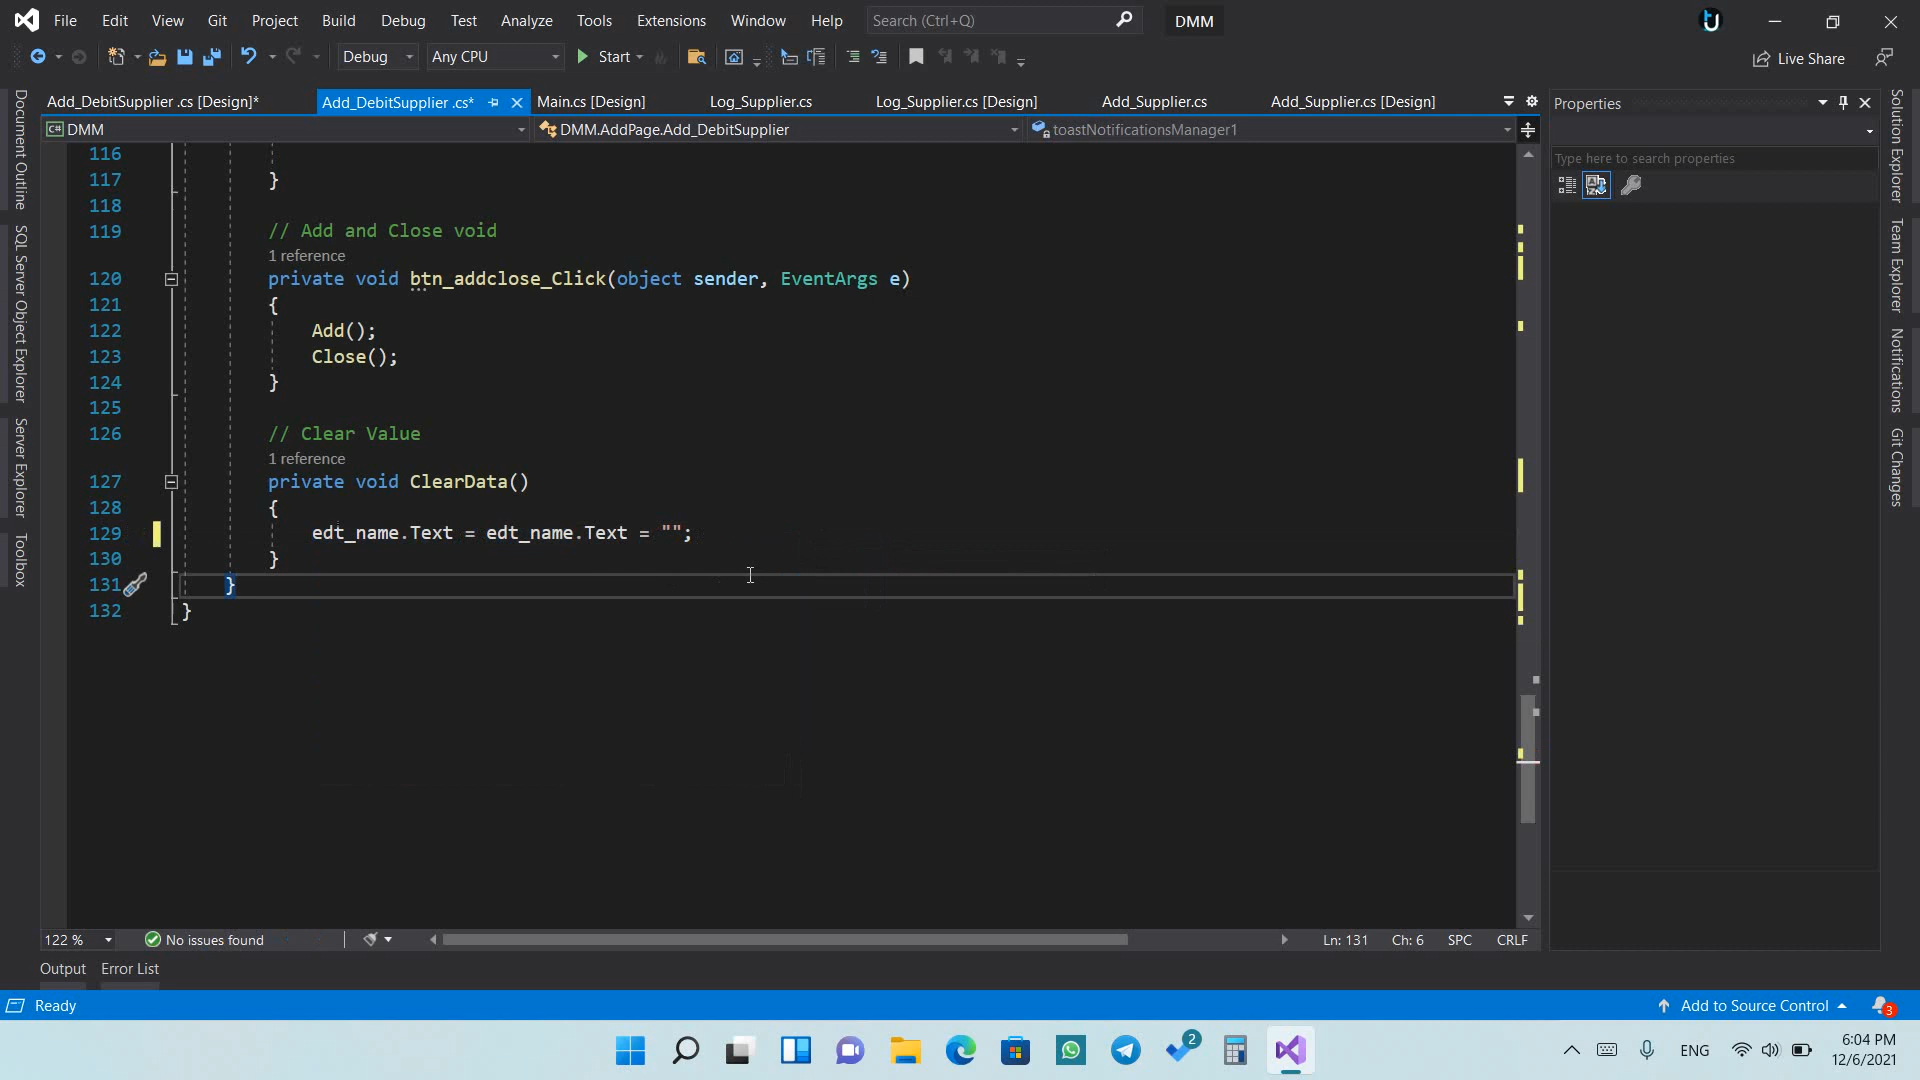 File Edit View Git Project Build Debug Test Analyze Tools Extensions Window Help Search (Ctrl+Q) DMM
Debug Any CPU Start Live Share
Add_DebitSupplier .cs [Design]* Add_DebitSupplier .cs* Main.cs [Design] Log_Supplier.cs Log_Supplier.cs [Design] Add_Supplier.cs Add_Supplier.cs [Design]
C# DMM DMM.AddPage.Add_DebitSupplier toastNotificationsManager1
116
117 }
118
119 // Add and Close void
1 reference
120 private void btn_addclose_Click(object sender, EventArgs e)
121 {
122 Add();
123 Close();
124 }
125
126 // Clear Value
1 reference
127 private void ClearData()
128 {
129 edt_name.Text = edt_name.Text = "";
130 }
131 }
132 }
122 % No issues found Ln: 131 Ch: 6 SPC CRLF
Output Error List
Ready Add to Source Control 3
Document Outline
SQL Server Object Explorer
Server Explorer
Toolbox
Properties
Type here to search properties
Solution Explorer
Team Explorer
Notifications
Git Changes
2
ENG
6:04 PM
12/6/2021